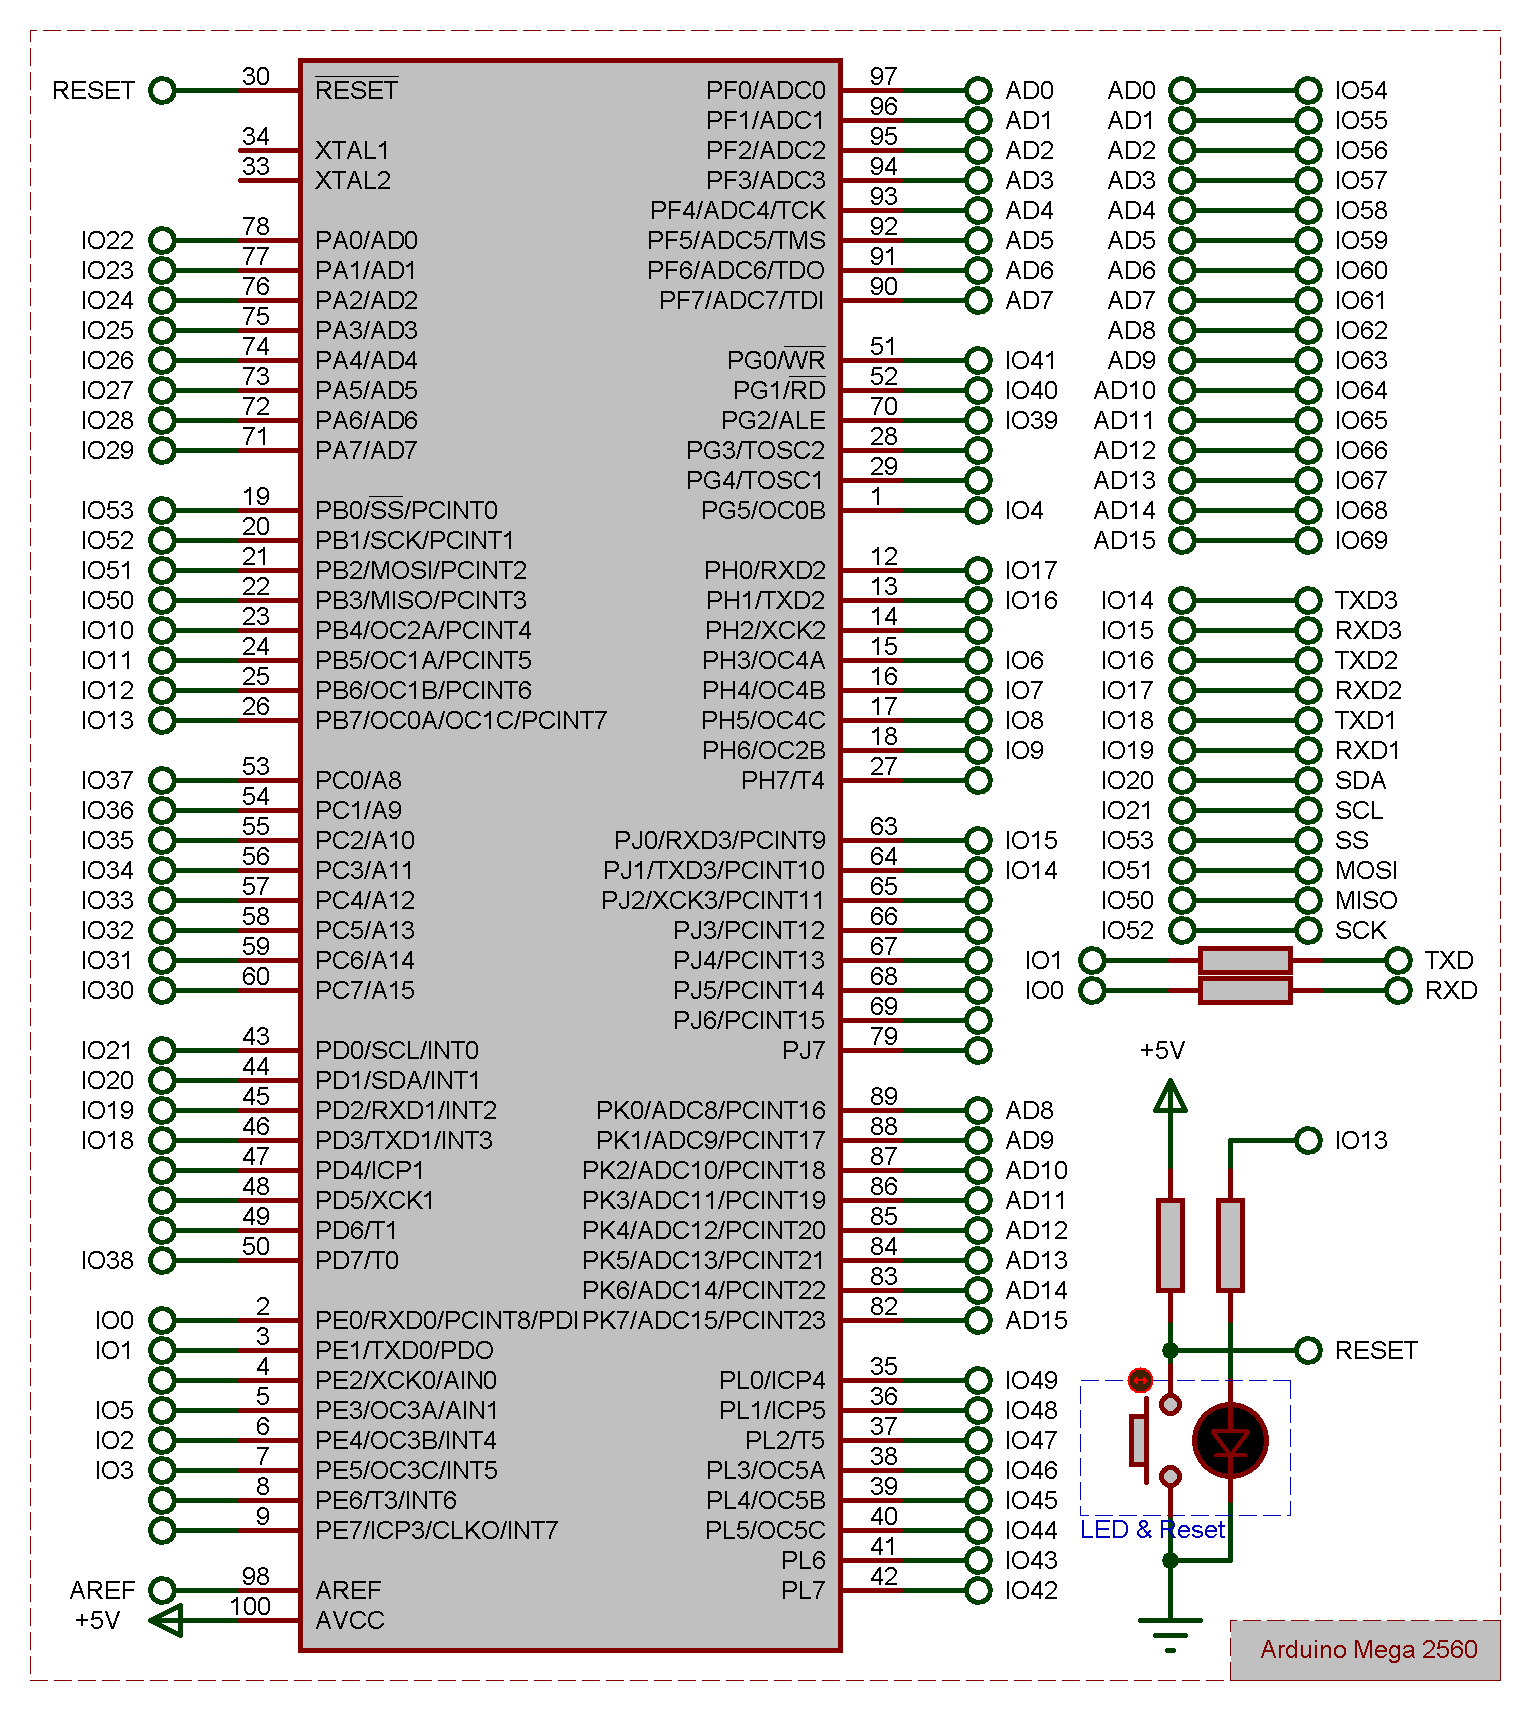 RESET 30 RESET
34 XTAL1
33 XTAL2
IO22 78 PA0/AD0
IO23 77 PA1/AD1
IO24 76 PA2/AD2
IO25 75 PA3/AD3
IO26 74 PA4/AD4
IO27 73 PA5/AD5
IO28 72 PA6/AD6
IO29 71 PA7/AD7
IO53 19 PB0/SS/PCINT0
IO52 20 PB1/SCK/PCINT1
IO51 21 PB2/MOSI/PCINT2
IO50 22 PB3/MISO/PCINT3
IO10 23 PB4/OC2A/PCINT4
IO11 24 PB5/OC1A/PCINT5
IO12 25 PB6/OC1B/PCINT6
IO13 26 PB7/OC0A/OC1C/PCINT7
IO37 53 PC0/A8
IO36 54 PC1/A9
IO35 55 PC2/A10
IO34 56 PC3/A11
IO33 57 PC4/A12
IO32 58 PC5/A13
IO31 59 PC6/A14
IO30 60 PC7/A15
IO21 43 PD0/SCL/INT0
IO20 44 PD1/SDA/INT1
IO19 45 PD2/RXD1/INT2
IO18 46 PD3/TXD1/INT3
47 PD4/ICP1
48 PD5/XCK1
49 PD6/T1
IO38 50 PD7/T0
IO0 2 PE0/RXD0/PCINT8/PDI
IO1 3 PE1/TXD0/PDO
4 PE2/XCK0/AIN0
IO5 5 PE3/OC3A/AIN1
IO2 6 PE4/OC3B/INT4
IO3 7 PE5/OC3C/INT5
8 PE6/T3/INT6
9 PE7/ICP3/CLKO/INT7
AREF 98 AREF
+5V 100 AVCC
PF0/ADC0 97 AD0
PF1/ADC1 96 AD1
PF2/ADC2 95 AD2
PF3/ADC3 94 AD3
PF4/ADC4/TCK 93 AD4
PF5/ADC5/TMS 92 AD5
PF6/ADC6/TDO 91 AD6
PF7/ADC7/TDI 90 AD7
PG0/WR 51 IO41
PG1/RD 52 IO40
PG2/ALE 70 IO39
PG3/TOSC2 28
PG4/TOSC1 29
PG5/OC0B 1 IO4
PH0/RXD2 12 IO17
PH1/TXD2 13 IO16
PH2/XCK2 14
PH3/OC4A 15 IO6
PH4/OC4B 16 IO7
PH5/OC4C 17 IO8
PH6/OC2B 18 IO9
PH7/T4 27
PJ0/RXD3/PCINT9 63 IO15
PJ1/TXD3/PCINT10 64 IO14
PJ2/XCK3/PCINT11 65
PJ3/PCINT12 66
PJ4/PCINT13 67
PJ5/PCINT14 68
PJ6/PCINT15 69
PJ7 79
PK0/ADC8/PCINT16 89 AD8
PK1/ADC9/PCINT17 88 AD9
PK2/ADC10/PCINT18 87 AD10
PK3/ADC11/PCINT19 86 AD11
PK4/ADC12/PCINT20 85 AD12
PK5/ADC13/PCINT21 84 AD13
PK6/ADC14/PCINT22 83 AD14
PK7/ADC15/PCINT23 82 AD15
PL0/ICP4 35 IO49
PL1/ICP5 36 IO48
PL2/T5 37 IO47
PL3/OC5A 38 IO46
PL4/OC5B 39 IO45
PL5/OC5C 40 IO44
PL6 41 IO43
PL7 42 IO42
AD0 IO54
AD1 IO55
AD2 IO56
AD3 IO57
AD4 IO58
AD5 IO59
AD6 IO60
AD7 IO61
AD8 IO62
AD9 IO63
AD10 IO64
AD11 IO65
AD12 IO66
AD13 IO67
AD14 IO68
AD15 IO69
IO14 TXD3
IO15 RXD3
IO16 TXD2
IO17 RXD2
IO18 TXD1
IO19 RXD1
IO20 SDA
IO21 SCL
IO53 SS
IO51 MOSI
IO50 MISO
IO52 SCK
IO1 TXD
IO0 RXD
+5V
IO13
RESET
LED & Reset
Arduino Mega 2560